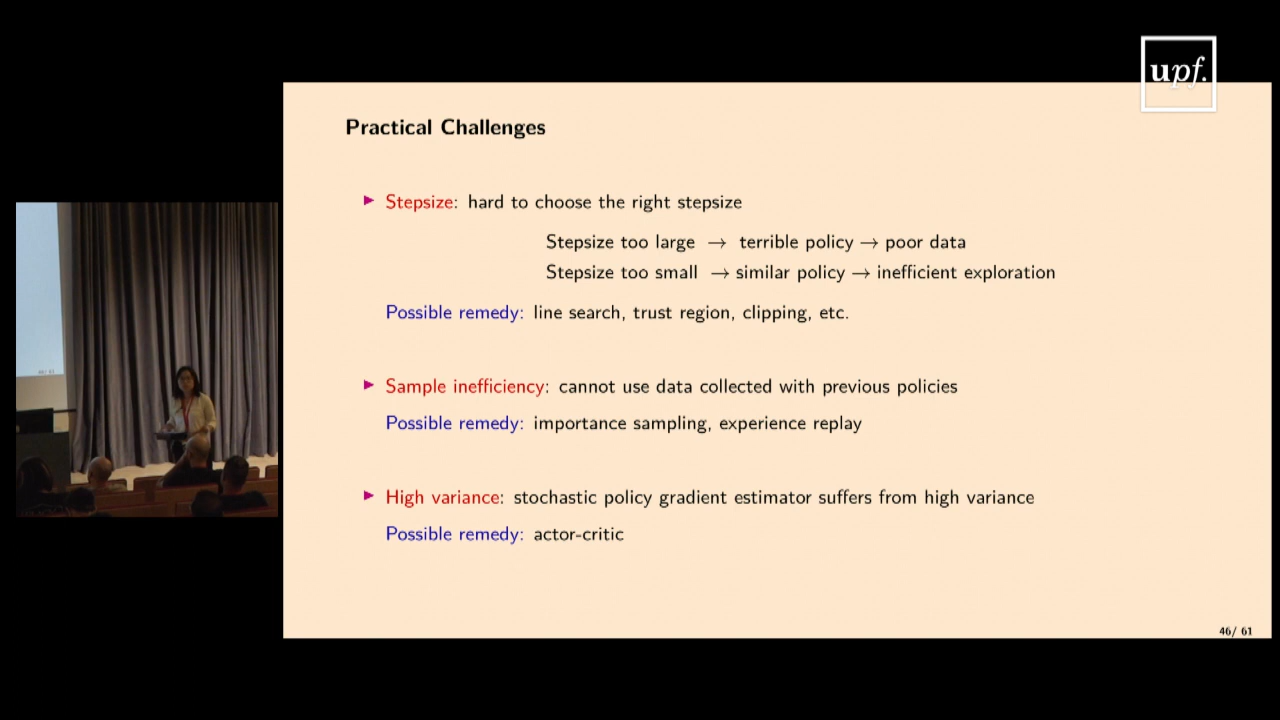 upf.
Practical Challenges
▶ Stepsize: hard to choose the right stepsize
Stepsize too large → terrible policy → poor data
Stepsize too small → similar policy → inefficient exploration
Possible remedy: line search, trust region, clipping, etc.
▶ Sample inefficiency: cannot use data collected with previous policies
Possible remedy: importance sampling, experience replay
▶ High variance: stochastic policy gradient estimator suffers from high variance
Possible remedy: actor-critic
46/ 61